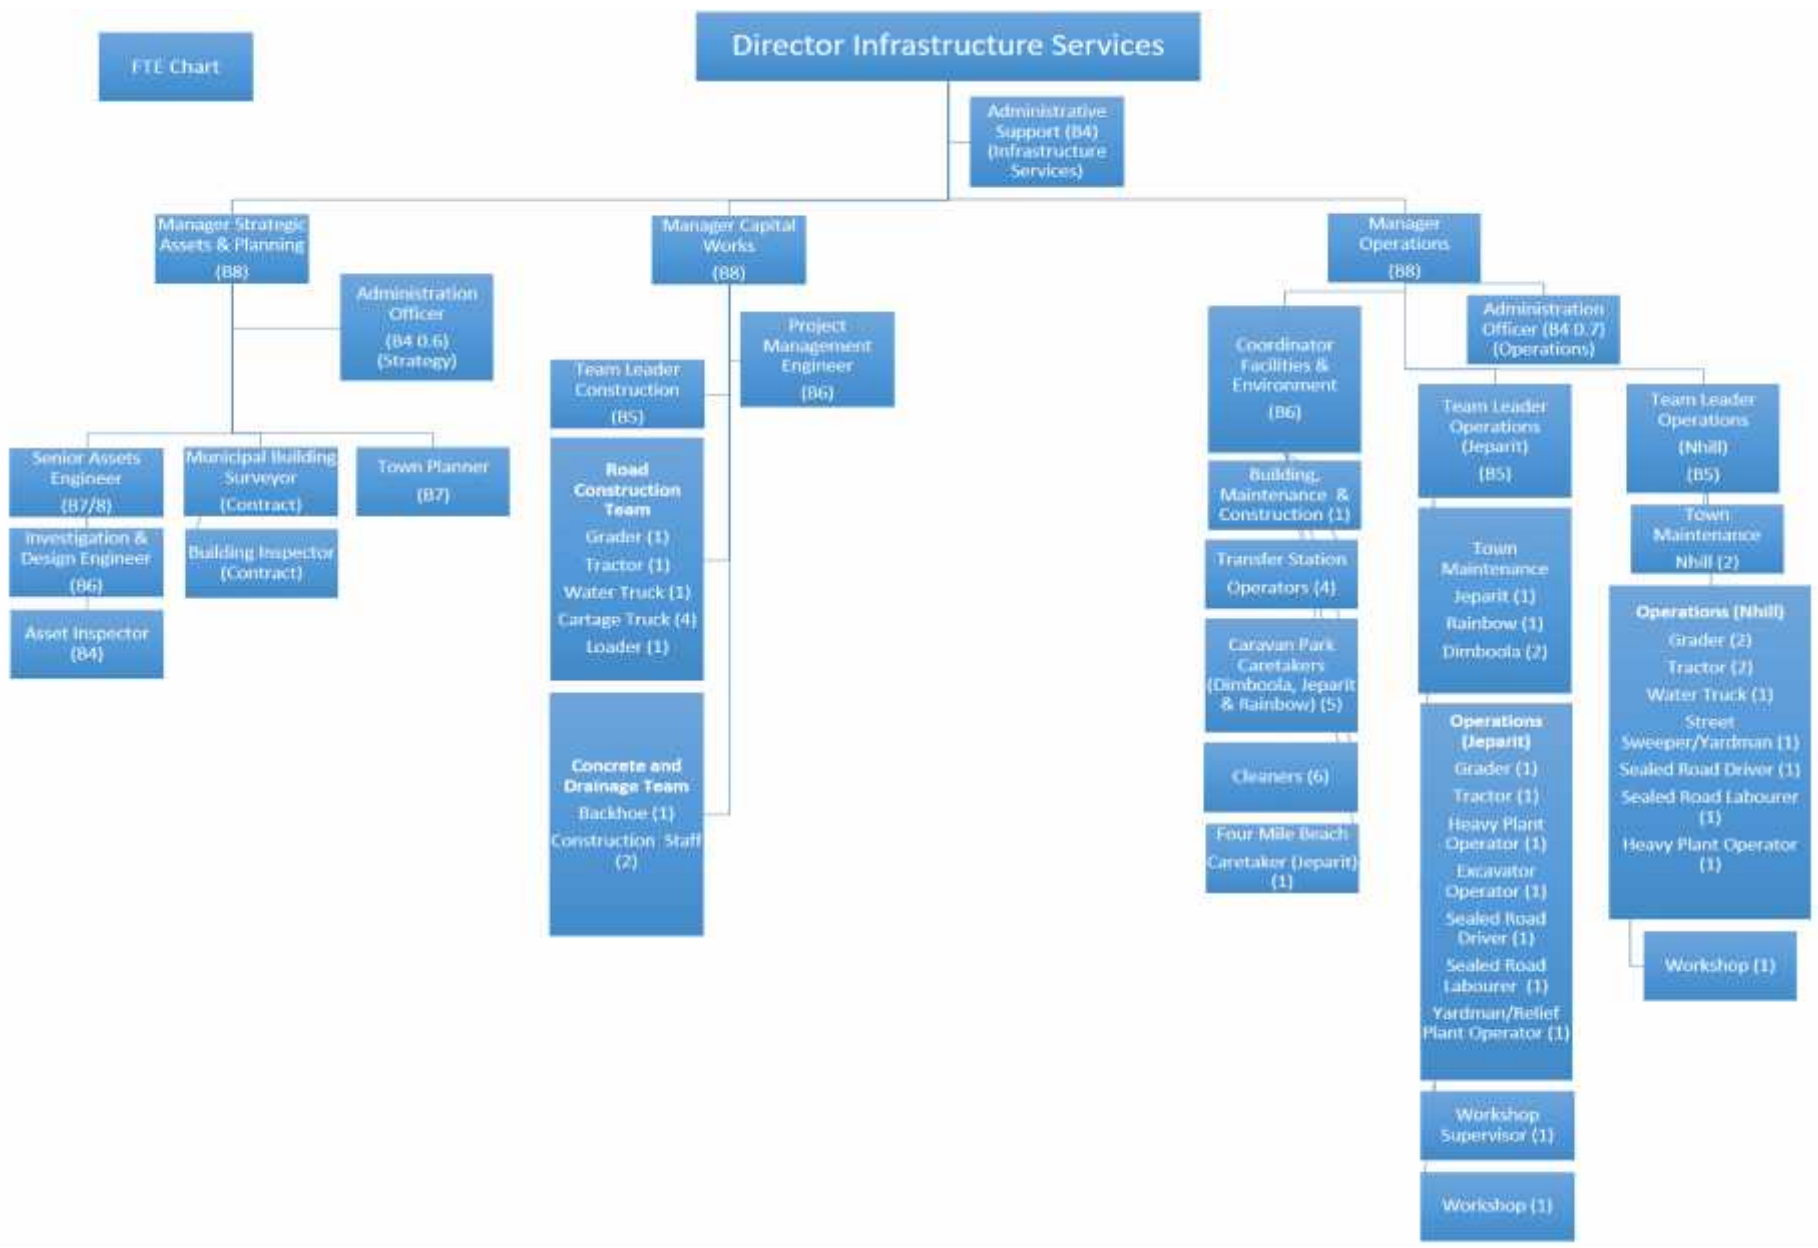 FTE Chart
Director Infrastructure Services
Administrative
Support (B4)
(Infrastructure
Services)
Manager Strategic
Assets & Planning
(B8)
Administration
Officer
(B4 0.6)
(Strategy)
Senior Assets
Engineer
(B7/8)
Investigation &
Design Engineer
(B6)
Asset Inspector
(B4)
Municipal Building
Surveyor
(Contract)
Building Inspector
(Contract)
Town Planner
(B7)
Manager Capital
Works
(B8)
Project
Management
Engineer
(B6)
Team Leader
Construction
(B5)
Road
Construction
Team
Grader (1)
Tractor (1)
Water Truck (1)
Cartage Truck (4)
Loader (1)
Concrete and
Drainage Team
Backhoe (1)
Construction Staff
(2)
Manager
Operations
(B8)
Administration
Officer (B4 0.7)
(Operations)
Coordinator
Facilities &
Environment
(B6)
Building,
Maintenance &
Construction (1)
Transfer Station
Operators (4)
Caravan Park
Caretakers
(Dimboola, Jeparit
& Rainbow) (5)
Cleaners (6)
Four Mile Beach
Caretaker (Jeparit)
(1)
Team Leader
Operations
(Jeparit)
(B5)
Town
Maintenance
Jeparit (1)
Rainbow (1)
Dimboola (2)
Operations
(Jeparit)
Grader (1)
Tractor (1)
Heavy Plant
Operator (1)
Excavator
Operator (1)
Sealed Road
Driver (1)
Sealed Road
Labourer (1)
Yardman/Relief
Plant Operator (1)
Workshop
Supervisor (1)
Workshop (1)
Team Leader
Operations
(Nhill)
(B5)
Town
Maintenance
Nhill (2)
Operations (Nhill)
Grader (2)
Tractor (2)
Water Truck (1)
Street
Sweeper/Yardman (1)
Sealed Road Driver (1)
Sealed Road Labourer
(1)
Heavy Plant Operator
(1)
Workshop (1)